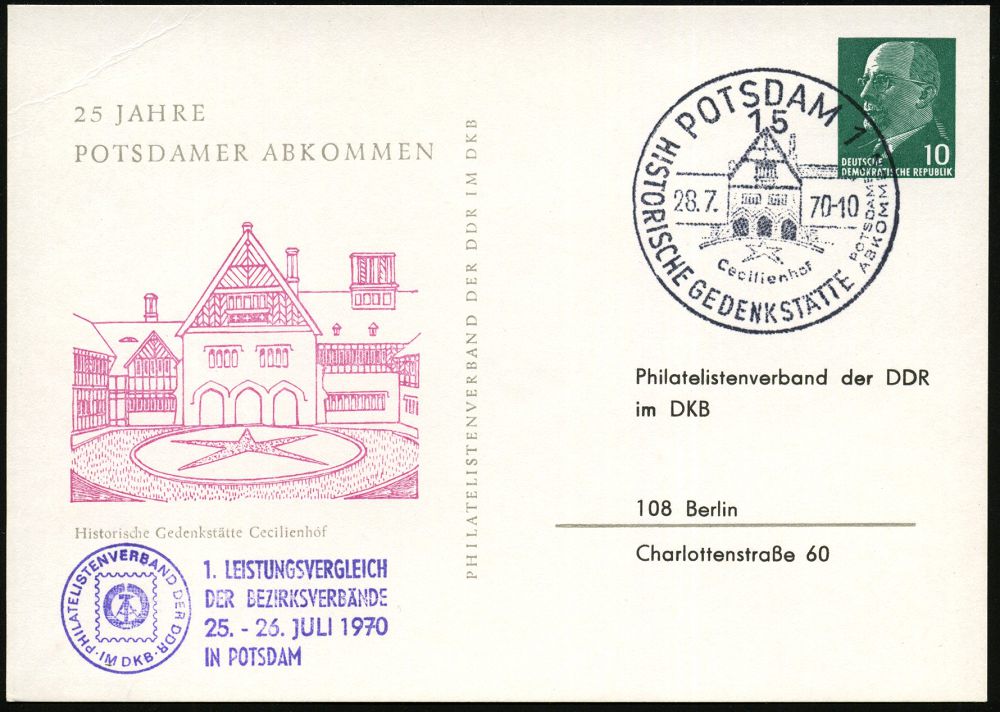 25 JAHRE
POTSDAMER ABKOMMEN
Historische Gedenkstätte Cecilienhof
PHILATELISTENVERBAND DER DDR
·IM DKB·
1. LEISTUNGSVERGLEICH
DER BEZIRKSVERBÄNDE
25. - 26. JULI 1970
IN POTSDAM
PHILATELISTENVERBAND DER DDR IM DKB
POTSDAM 1
15
28.7. 70-10
Cecilienhof
HISTORISCHE GEDENKSTÄTTE
POTSDAMER
ABKOMMEN
10
DEUTSCHE
DEMOKRATISCHE REPUBLIK
Philatelistenverband der DDR
im DKB
108 Berlin
Charlottenstraße 60